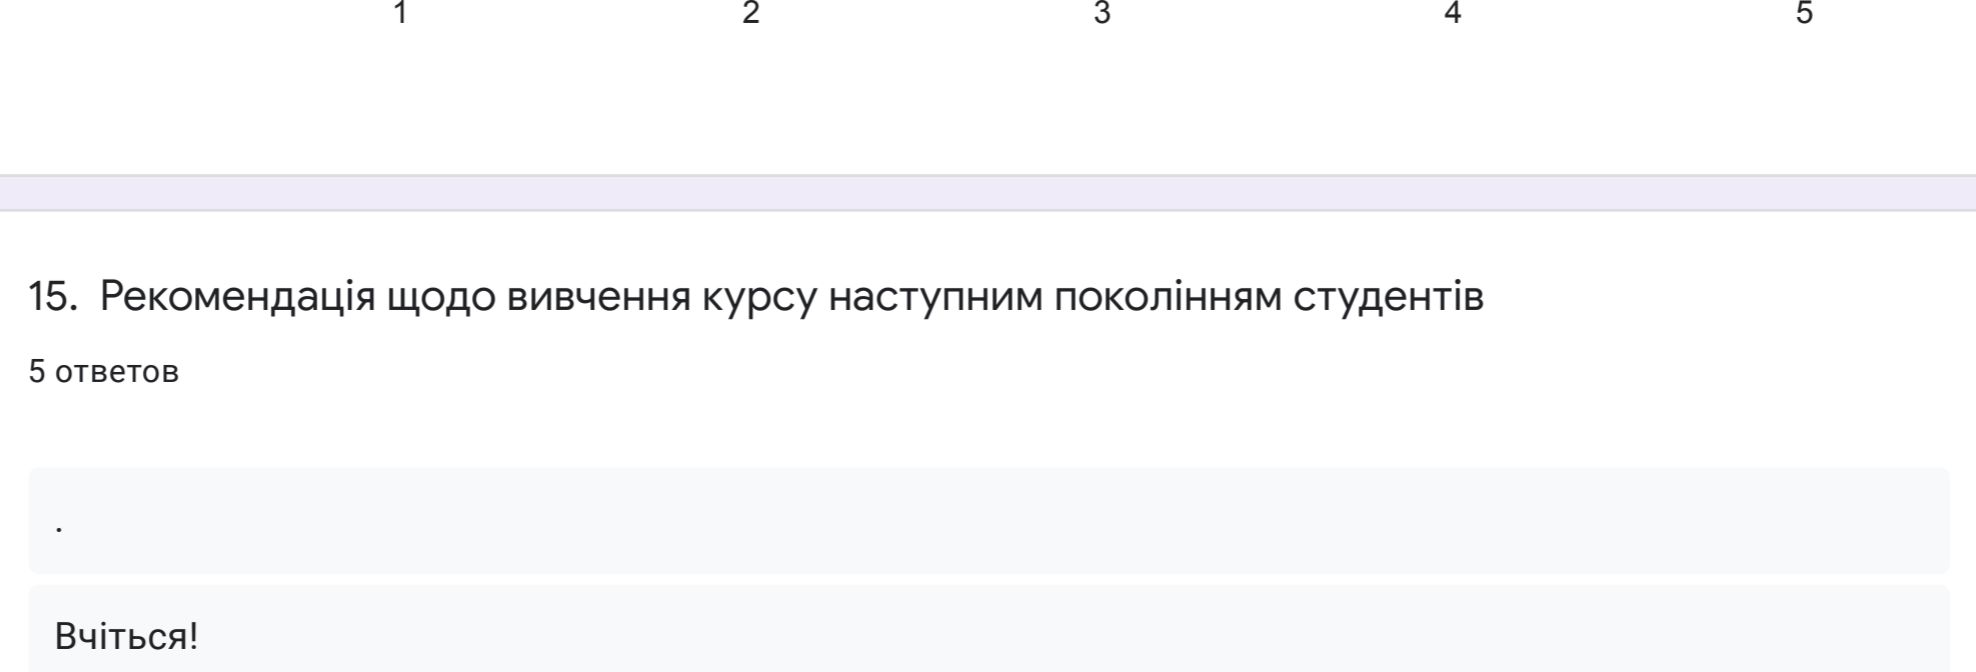 1 2 3 4 5
15. Рекомендація щодо вивчення курсу наступним поколінням студентів
5 ответов
.
Вчіться!